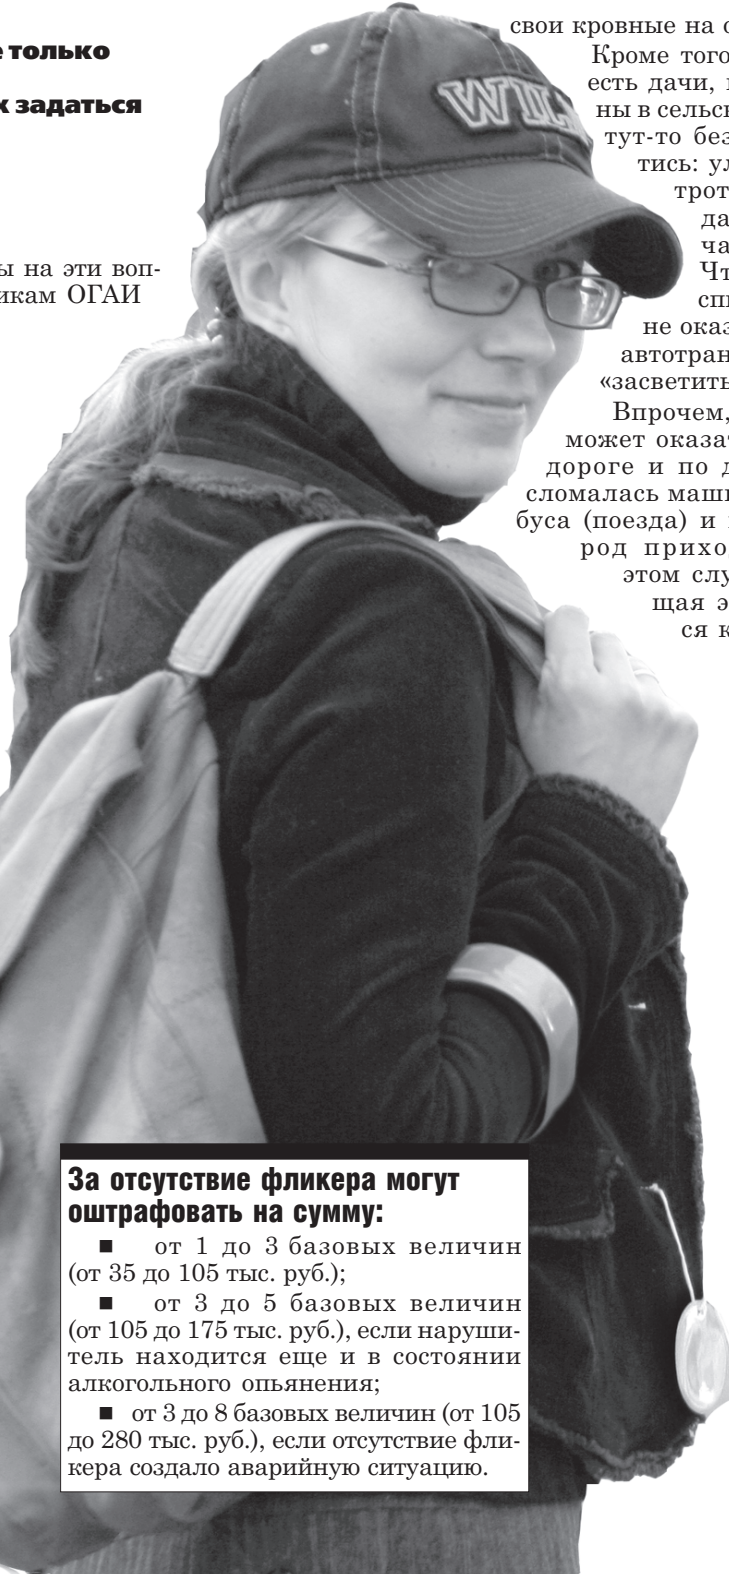 только
задаться
на эти воп-
икам ОГАИ
WIL
свои кровные на
Кроме того
есть дачи,
ны в сельс
тут-то без
тись: у
трот
да
ча
Чт
сп
не оказ
автотран
«засветить
Впрочем,
может оказат
дороге и по д
сломалась маши
буса (поезда) и
род прихо
этом слу
щая э
ся к
За отсутствие фликера могут
оштрафовать на сумму:
■ от 1 до 3 базовых величин
(от 35 до 105 тыс. руб.);
■ от 3 до 5 базовых величин
(от 105 до 175 тыс. руб.), если наруши-
тель находится еще и в состоянии
алкогольного опьянения;
■ от 3 до 8 базовых величин (от 105
до 280 тыс. руб.), если отсутствие фли-
кера создало аварийную ситуацию.